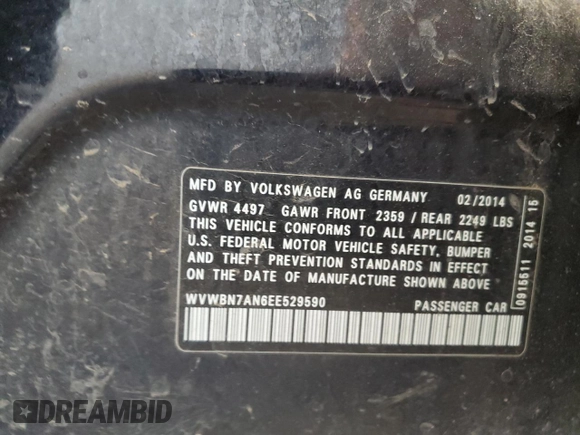 MFD BY VOLKSWAGEN AG GERMANY 02/2014
GVWR 4497 GAWR FRONT 2359 / REAR 2249 LBS
THIS VEHICLE CONFORMS TO ALL APPLICABLE
U.S. FEDERAL MOTOR VEHICLE SAFETY, BUMPER
AND THEFT PREVENTION STANDARDS IN EFFECT
ON THE DATE OF MANUFACTURE SHOWN ABOVE
WVWBN7AN6EE529590 PASSENGER CAR
0915511 2014 15
DREAMBID